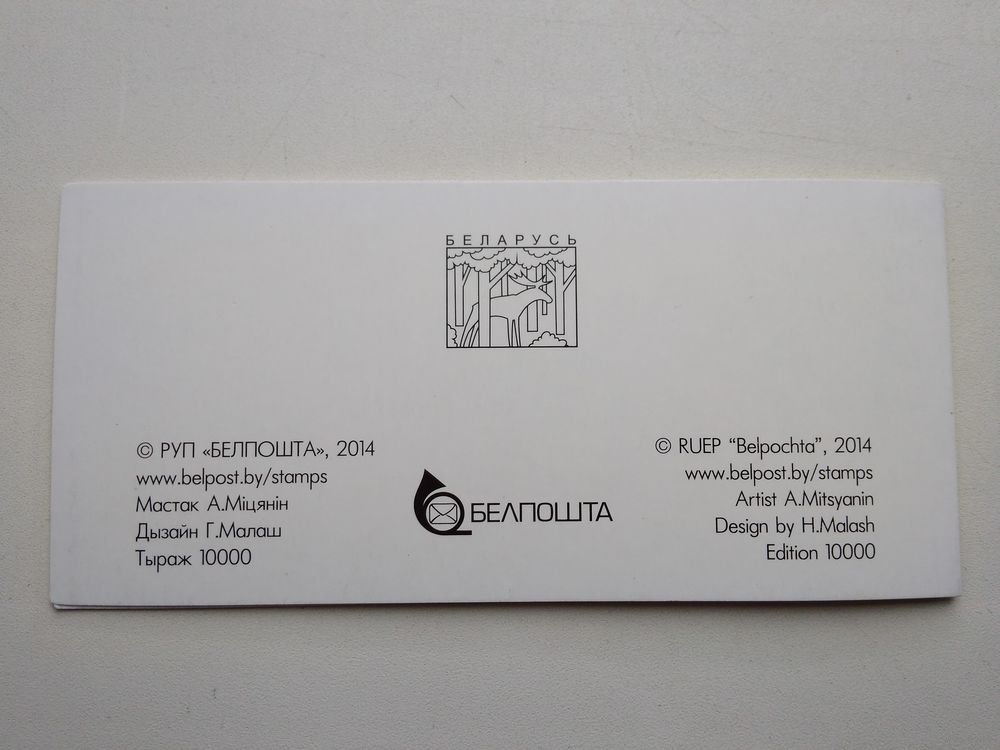 БЕЛАРУСЬ
© РУП «БЕЛПОШТА», 2014
www.belpost.by/stamps
Мастак А.Міцянін
Дызайн Г.Малаш
Тыраж 10000
БЕЛПОШТА
© RUEP “Belpochta”, 2014
www.belpost.by/stamps
Artist A.Mitsyanin
Design by H.Malash
Edition 10000